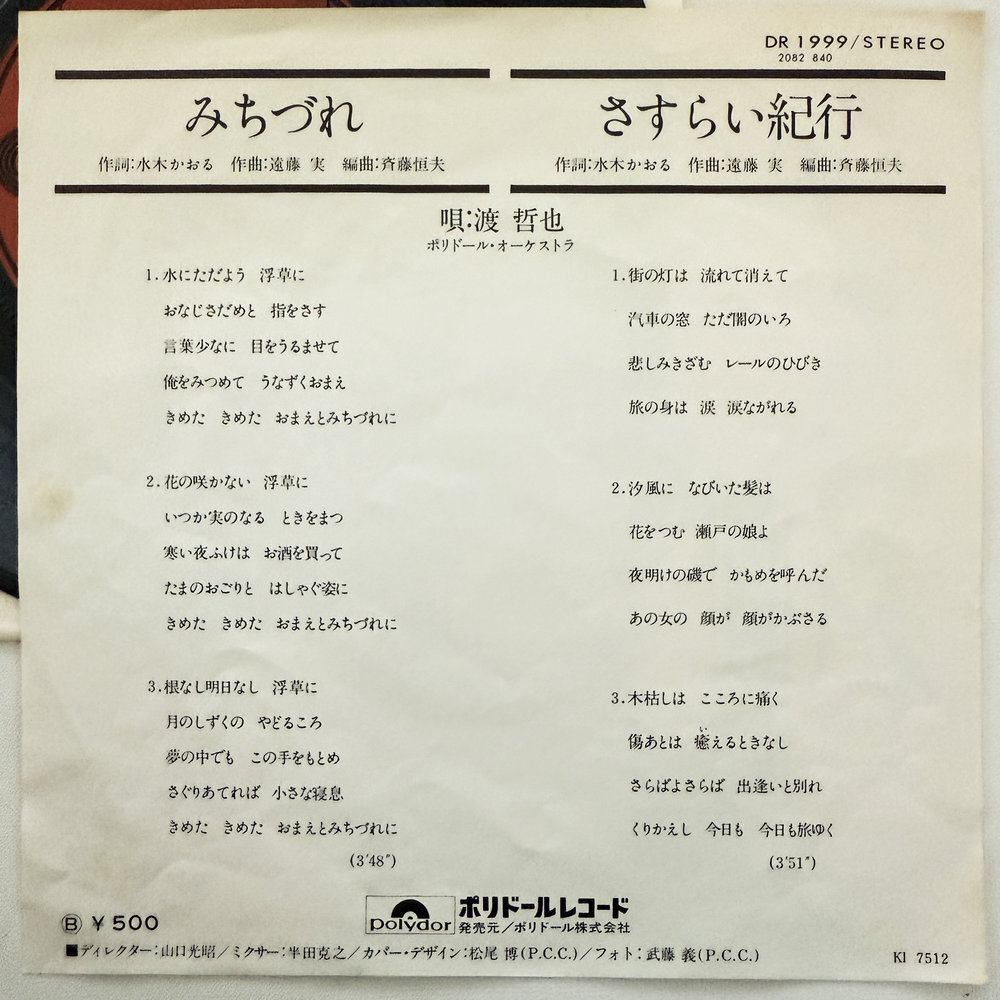 DR 1999/STEREO
2082 840
みちづれ
作詞:水木かおる 作曲:遠藤 実 編曲:斉藤恒夫
さすらい紀行
作詞:水木かおる 作曲:遠藤 実 編曲:斉藤恒夫
唄:渡 哲也
ポリドール・オーケストラ
1.水にただよう 浮草に
おなじさだめと 指をさす
言葉少なに 目をうるませて
俺をみつめて うなずくおまえ
きめた きめた おまえとみちづれに
2.花の咲かない 浮草に
いつか実のなる ときをまつ
寒い夜ふけは お酒を買って
たまのおごりと はしゃぐ姿に
きめた きめた おまえとみちづれに
3.根なし明日なし 浮草に
月のしずくの やどるころ
夢の中でも この手をもとめ
さぐりあてれば 小さな寝息
きめた きめた おまえとみちづれに
(3'48")
1.街の灯は 流れて消えて
汽車の窓 ただ闇のいろ
悲しみきざむ レールのひびき
旅の身は 涙 涙ながれる
2.汐風に なびいた髪は
花をつむ 瀬戸の娘よ
夜明けの磯で かもめを呼んだ
あの女の 顔が 顔がかぶさる
3.木枯しは こころに痛く
い
傷あとは 癒えるときなし
さらばよさらば 出逢いと別れ
くりかえし 今日も 今日も旅ゆく
(3'51")
Ⓑ ¥500
polydor
ポリドールレコード
発売元/ポリドール株式会社
■ディレクター:山口光昭/ミクサー:半田克之/カバー・デザイン:松尾 博(P.C.C.)/フォト:武藤 義(P.C.C.)
KI 7512